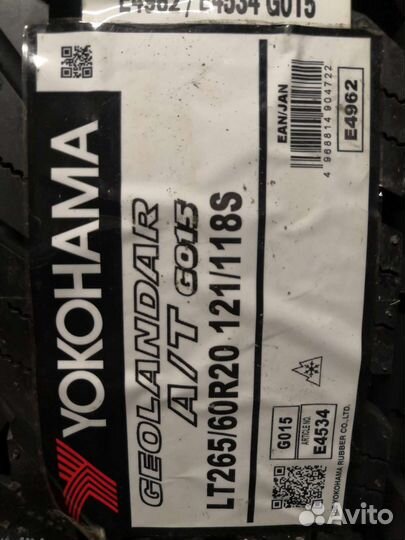 E4962 / E4534 G015
YOKOHAMA
GEOLANDAR
A/T G015
LT265/60R20 121/118S
EAN/JAN
4 968814 904722
E4962
G015
ARTICLE NO.
E4534
YOKOHAMA RUBBER CO.,LTD.
Avito